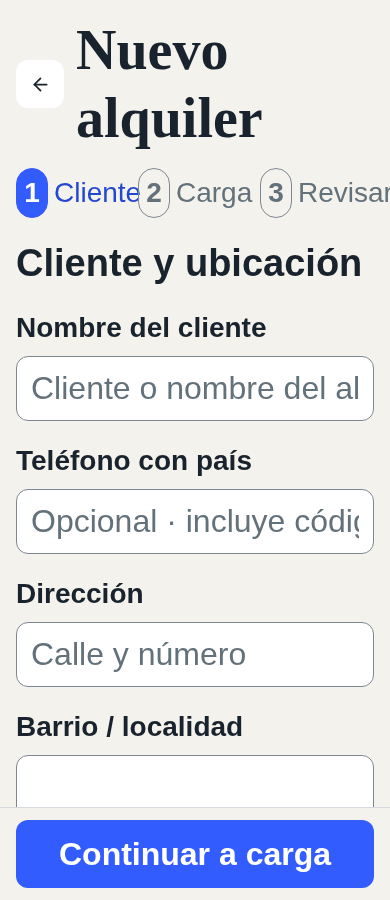 Nuevo
alquiler
1 Cliente 2 Carga 3 Revisar
Cliente y ubicación
Nombre del cliente
Cliente o nombre del al
Teléfono con país
Opcional · incluye códig
Dirección
Calle y número
Barrio / localidad
Continuar a carga